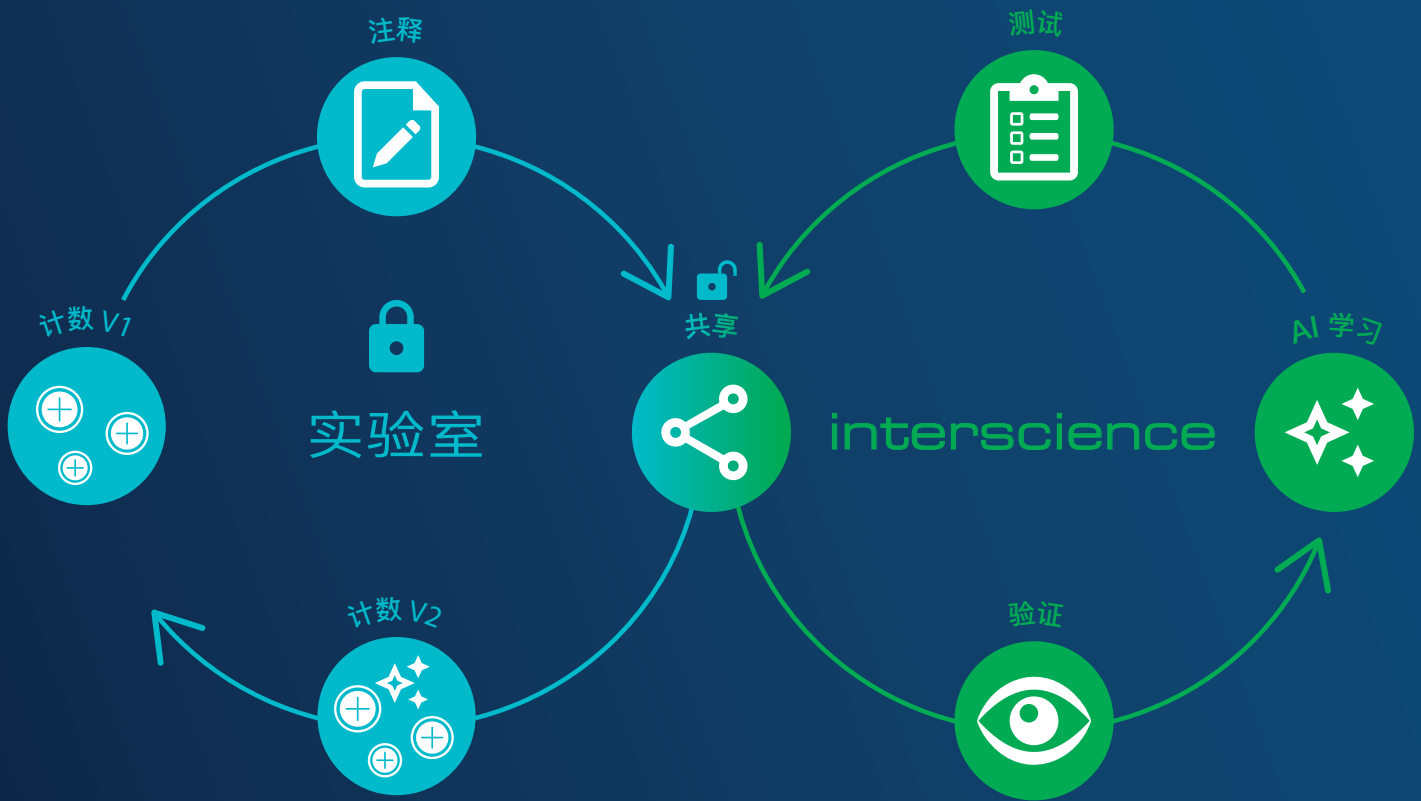 注释
测试
计数 V1
共享
AI 学习
实验室
interscience
计数 V2
验证